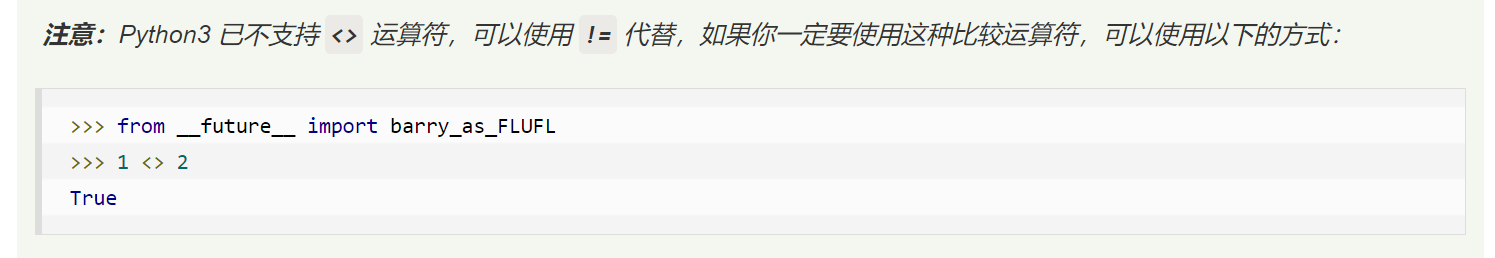 注意：Python3 已不支持 <> 运算符，可以使用 != 代替，如果你一定要使用这种比较运算符，可以使用以下的方式：
>>> from __future__ import barry_as_FLUFL
>>> 1 <> 2
True